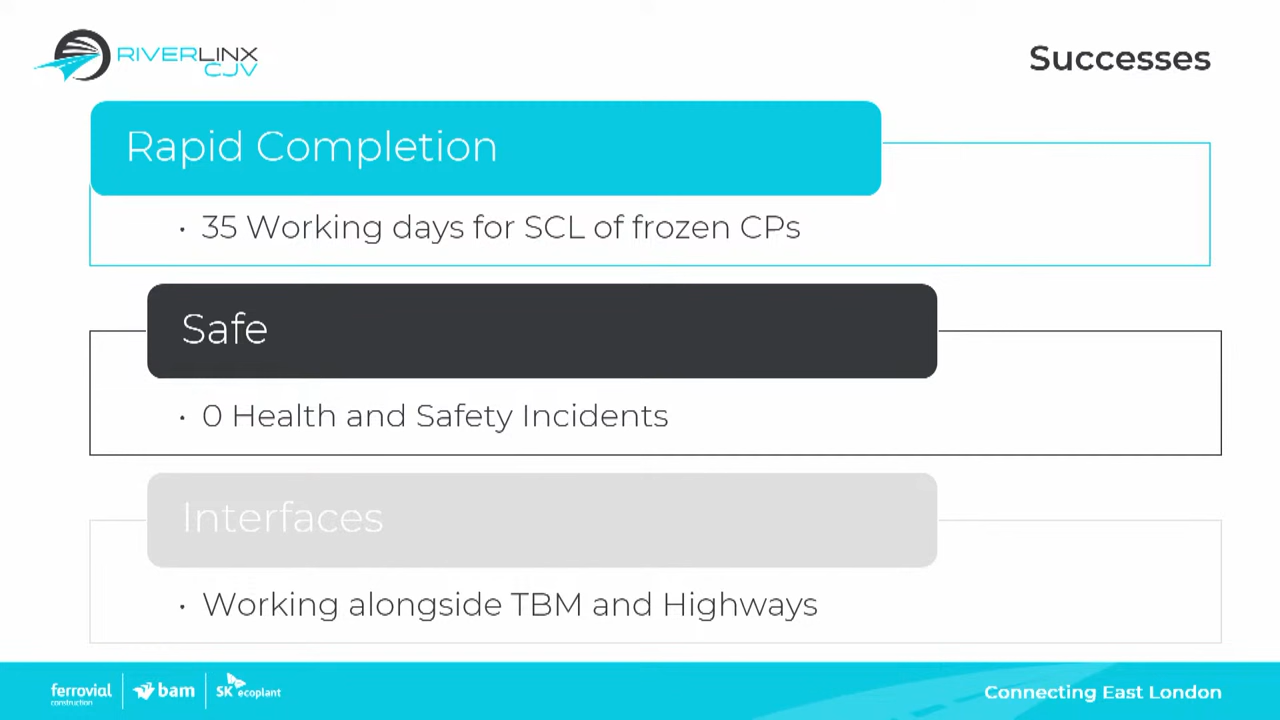 RIVERLINX
CJV
Successes
Rapid Completion
• 35 Working days for SCL of frozen CPs
Safe
• 0 Health and Safety Incidents
Interfaces
• Working alongside TBM and Highways
ferrovial
construction
bam
SK ecoplant
Connecting East London